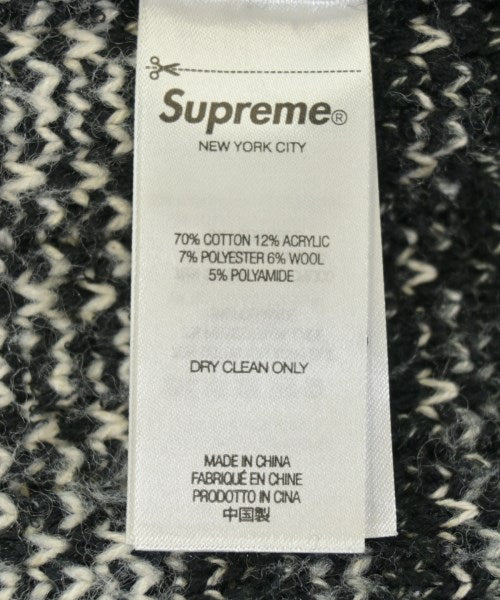 Supreme®
NEW YORK CITY
70% COTTON 12% ACRYLIC
7% POLYESTER 6% WOOL
5% POLYAMIDE
DRY CLEAN ONLY
MADE IN CHINA
FABRIQUÉ EN CHINE
PRODOTTO IN CINA
中国製